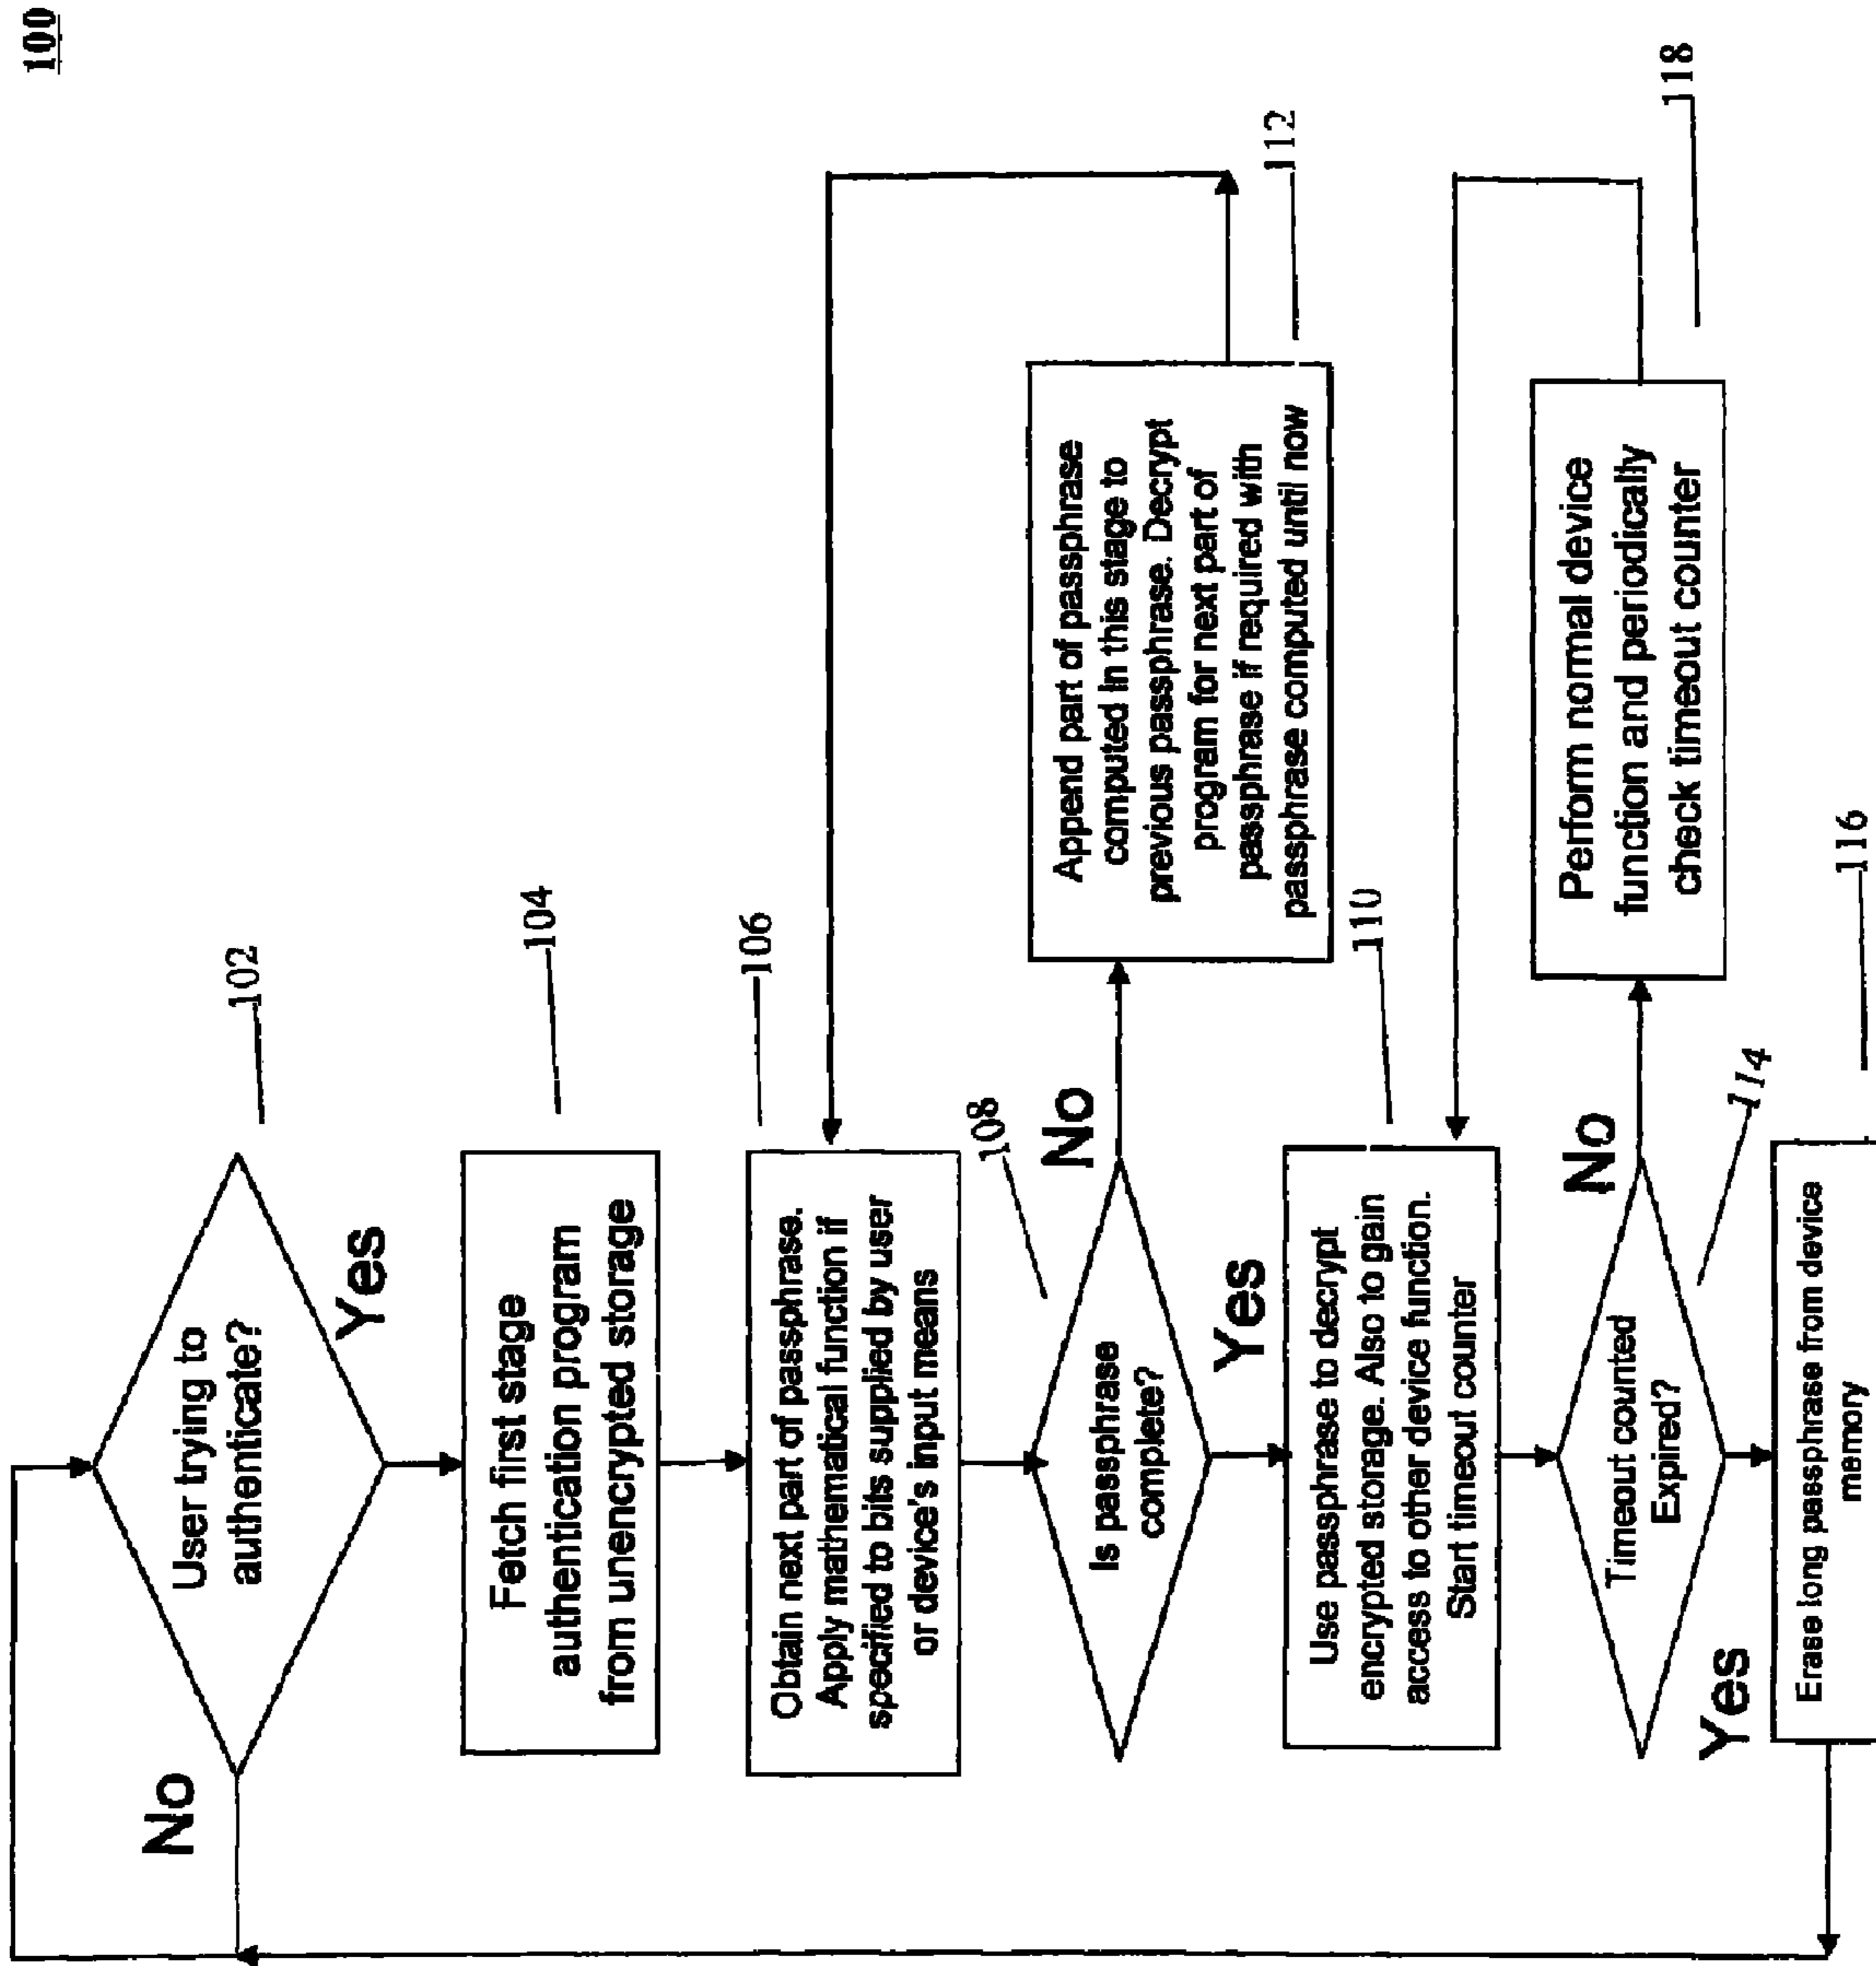 100
User trying to
authenticate?
102
No
Yes
Fetch first stage
authentication program
from unencrypted storage
104
Obtain next part of passphrase.
Apply mathematical function if
specified to bits supplied by user
or device's input means
106
Is passphrase
complete?
108
No
Yes
Append part of passphrase
computed in this stage to
previous passphrase. Decrypt
program for next part of
passphrase if required with
passphrase computed until now
112
Use passphrase to decrypt
encrypted storage. Also to gain
access to other device function.
Start timeout counter
110
Timeout counted
Expired?
114
No
Yes
Perform normal device
function and periodically
check timeout counter
118
Erase long passphrase from device
memory
116